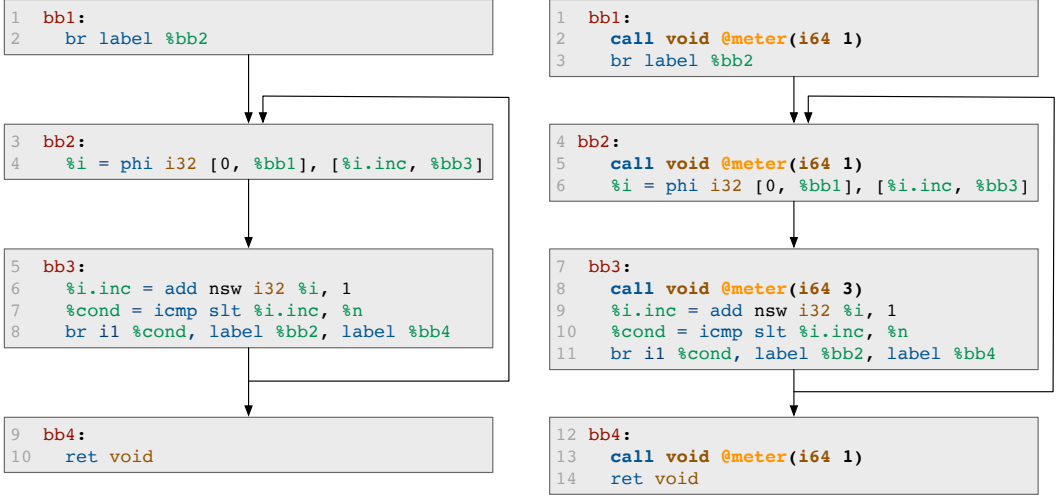 1 bb1:
2 br label %bb2
3 bb2:
4 %i = phi i32 [0, %bb1], [%i.inc, %bb3]
5 bb3:
6 %i.inc = add nsw i32 %i, 1
7 %cond = icmp slt %i.inc, %n
8 br i1 %cond, label %bb2, label %bb4
9 bb4:
10 ret void
1 bb1:
2 call void @meter(i64 1)
3 br label %bb2
4 bb2:
5 call void @meter(i64 1)
6 %i = phi i32 [0, %bb1], [%i.inc, %bb3]
7 bb3:
8 call void @meter(i64 3)
9 %i.inc = add nsw i32 %i, 1
10 %cond = icmp slt %i.inc, %n
11 br i1 %cond, label %bb2, label %bb4
12 bb4:
13 call void @meter(i64 1)
14 ret void